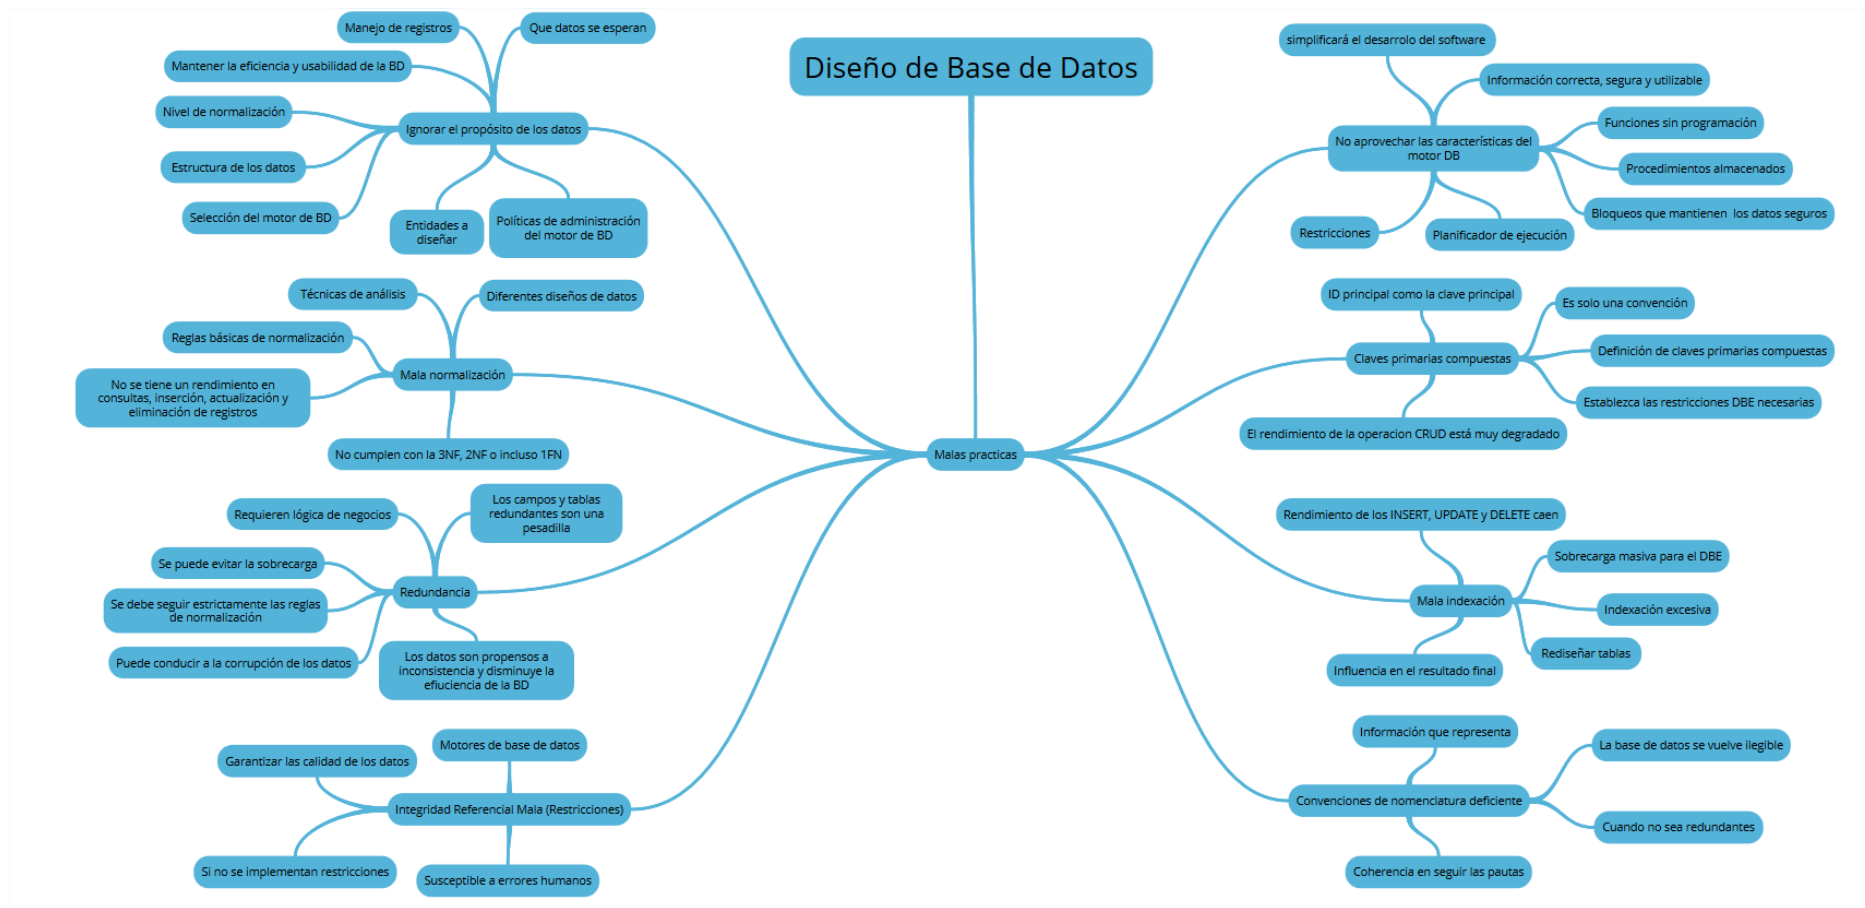 Diseño de Base de Datos
Malas practicas
Ignorar el propósito de los datos
Manejo de registros
Que datos se esperan
Mantener la eficiencia y usabilidad de la BD
Nivel de normalización
Estructura de los datos
Selección del motor de BD
Entidades a
diseñar
Políticas de administración
del motor de BD
Mala normalización
Técnicas de análisis
Diferentes diseños de datos
Reglas básicas de normalización
No se tiene un rendimiento en
consultas, inserción, actualización y
eliminación de registros
No cumplen con la 3NF, 2NF o incluso 1FN
Redundancia
Requieren lógica de negocios
Los campos y tablas
redundantes son una
pesadilla
Se puede evitar la sobrecarga
Se debe seguir estrictamente las reglas
de normalización
Puede conducir a la corrupción de los datos
Los datos son propensos a
inconsistencia y disminuye la
efiuciencia de la BD
Integridad Referencial Mala (Restricciones)
Motores de base de datos
Garantizar las calidad de los datos
Si no se implementan restricciones
Susceptible a errores humanos
No aprovechar las características del
motor DB
simplificará el desarrolo del software
Información correcta, segura y utilizable
Funciones sin programación
Procedimientos almacenados
Bloqueos que mantienen los datos seguros
Restricciones
Planificador de ejecución
Claves primarias compuestas
ID principal como la clave principal
Es solo una convención
Definición de claves primarias compuestas
Establezca las restricciones DBE necesarias
El rendimiento de la operacion CRUD está muy degradado
Mala indexación
Rendimiento de los INSERT, UPDATE y DELETE caen
Sobrecarga masiva para el DBE
Indexación excesiva
Rediseñar tablas
Influencia en el resultado final
Convenciones de nomenclatura deficiente
Información que representa
La base de datos se vuelve ilegible
Cuando no sea redundantes
Coherencia en seguir las pautas